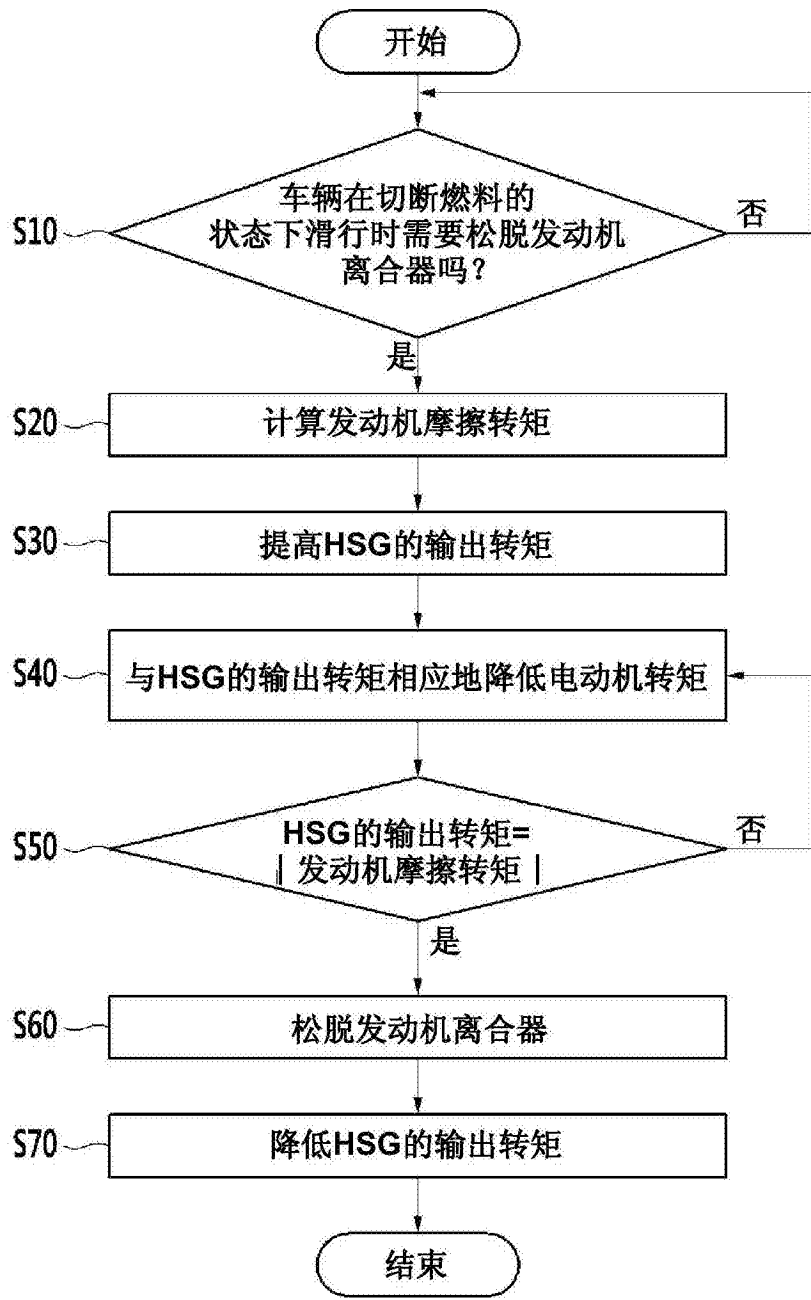 开始
S10
车辆在切断燃料的
状态下滑行时需要松脱发动机
离合器吗？
否
是
S20
计算发动机摩擦转矩
S30
提高HSG的输出转矩
S40
与HSG的输出转矩相应地降低电动机转矩
S50
HSG的输出转矩=
|发动机摩擦转矩|
否
是
S60
松脱发动机离合器
S70
降低HSG的输出转矩
结束